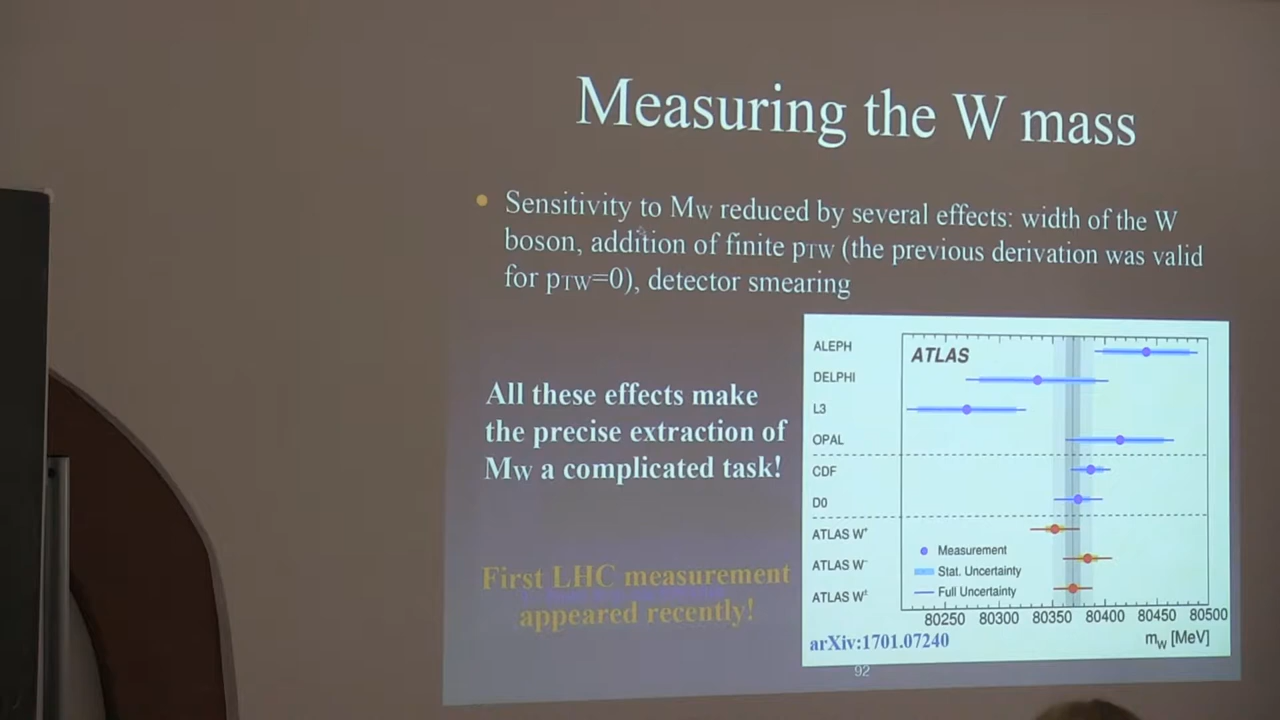 Measuring the W mass
• Sensitivity to MW reduced by several effects: width of the W
boson, addition of finite pTW (the previous derivation was valid
for pTW=0), detector smearing
All these effects make
the precise extraction of
MW a complicated task!
First LHC measurement
appeared recently!
ATLAS
ALEPH
DELPHI
L3
OPAL
CDF
D0
ATLAS W⁺
ATLAS W⁻
ATLAS W±
Measurement
Stat. Uncertainty
Full Uncertainty
80250 80300 80350 80400 80450 80500
mW [MeV]
arXiv:1701.07240
92